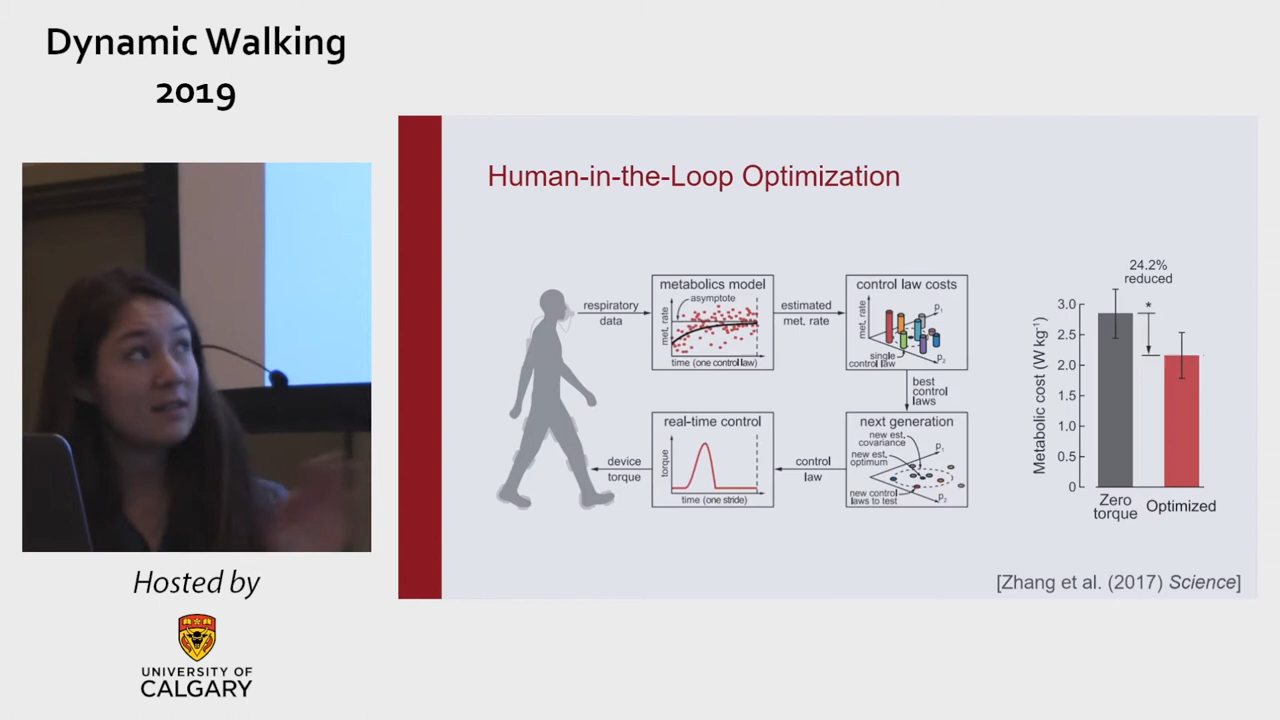 Dynamic Walking
2019
Hosted by
UNIVERSITY OF
CALGARY
Human-in-the-Loop Optimization
respiratory
data
metabolics model
asymptote
met. rate
time (one control law)
estimated
met. rate
control law costs
met. rate
p1
p2
single
control law
best
control
laws
next generation
new est.
covariance
new est.
optimum
new control
laws to test
p1
p2
control
law
real-time control
torque
time (one stride)
device
torque
24.2%
reduced
*
Metabolic cost (W kg⁻¹)
3.0
2.5
2.0
1.5
1.0
0.5
0
Zero
torque
Optimized
[Zhang et al. (2017) Science]